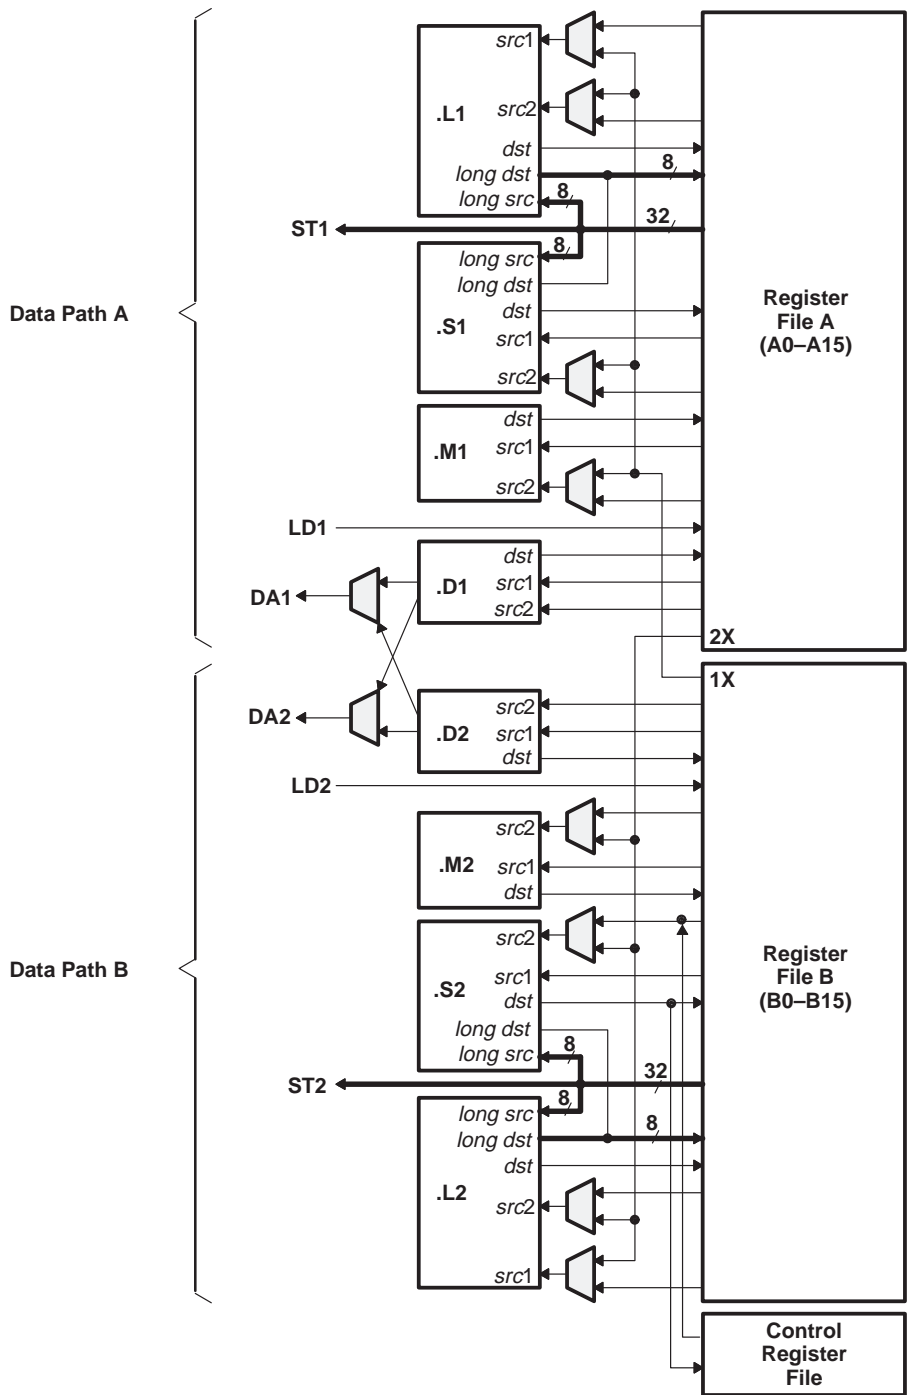 src1
.L1
src2
dst
long dst
8
long src
8
ST1
32
8
long src
long dst
Data Path A
dst
.S1
src1
src2
Register
File A
(A0–A15)
dst
.M1
src1
src2
LD1
dst
DA1
.D1
src1
src2
2X
1X
DA2
src2
.D2
src1
dst
LD2
src2
.M2
src1
dst
src2
Data Path B
.S2
src1
dst
long dst
long src
8
Register
File B
(B0–B15)
ST2
32
8
long src
long dst
8
dst
.L2
src2
src1
Control
Register
File